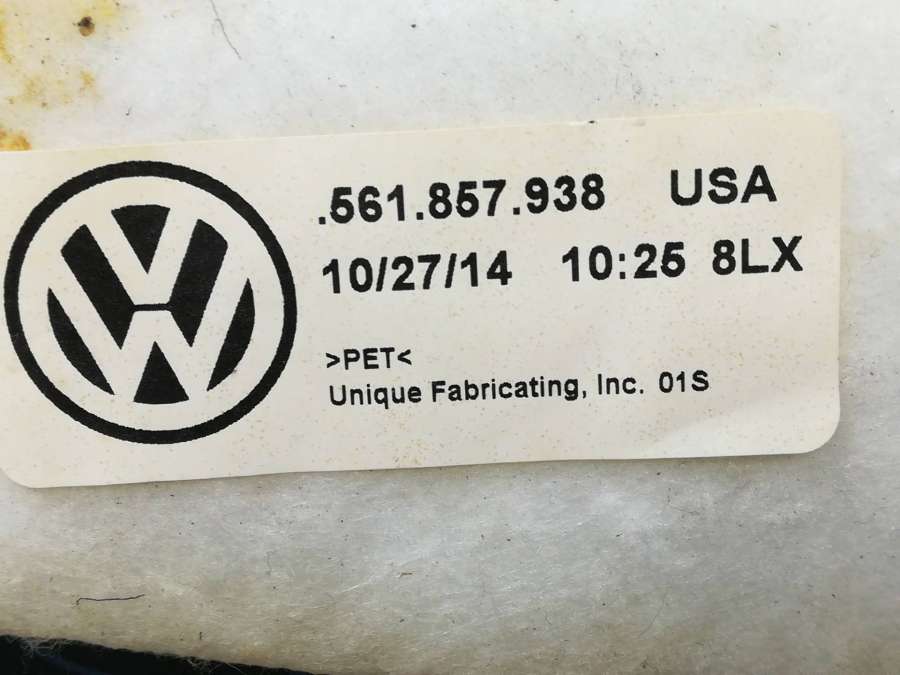 .561.857.938 USA
10/27/14 10:25 8LX
>PET<
Unique Fabricating, Inc. 01S